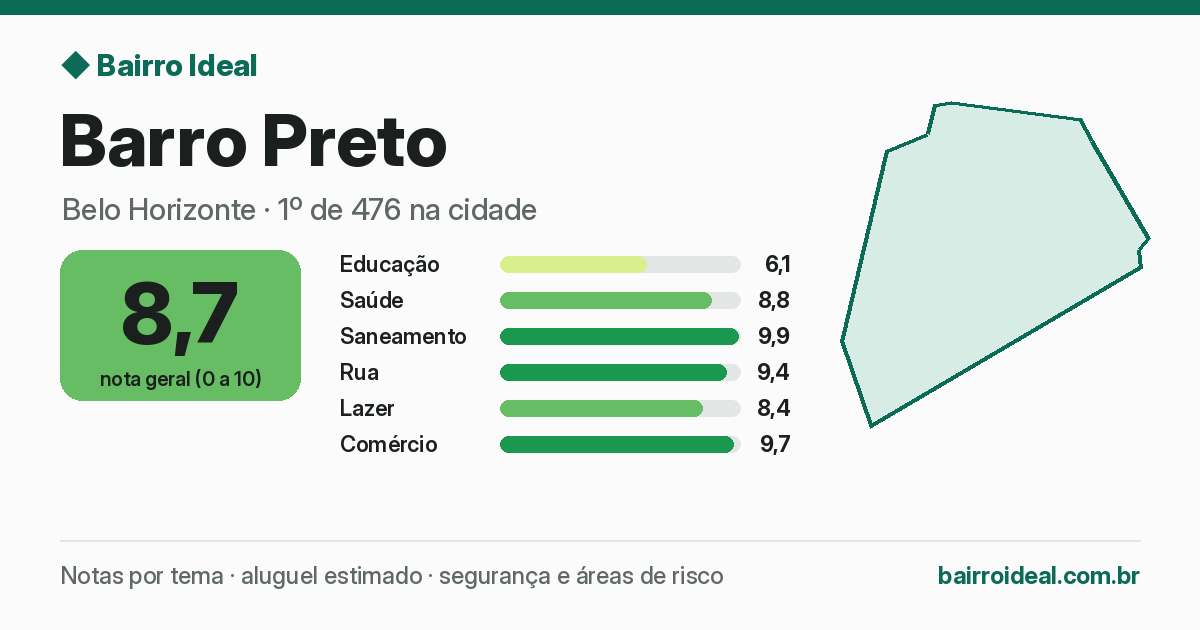 Bairro Ideal
Barro Preto
Belo Horizonte · 1º de 476 na cidade
8,7
nota geral (0 a 10)
Educação 6,1
Saúde 8,8
Saneamento 9,9
Rua 9,4
Lazer 8,4
Comércio 9,7
Notas por tema · aluguel estimado · segurança e áreas de risco
bairroideal.com.br